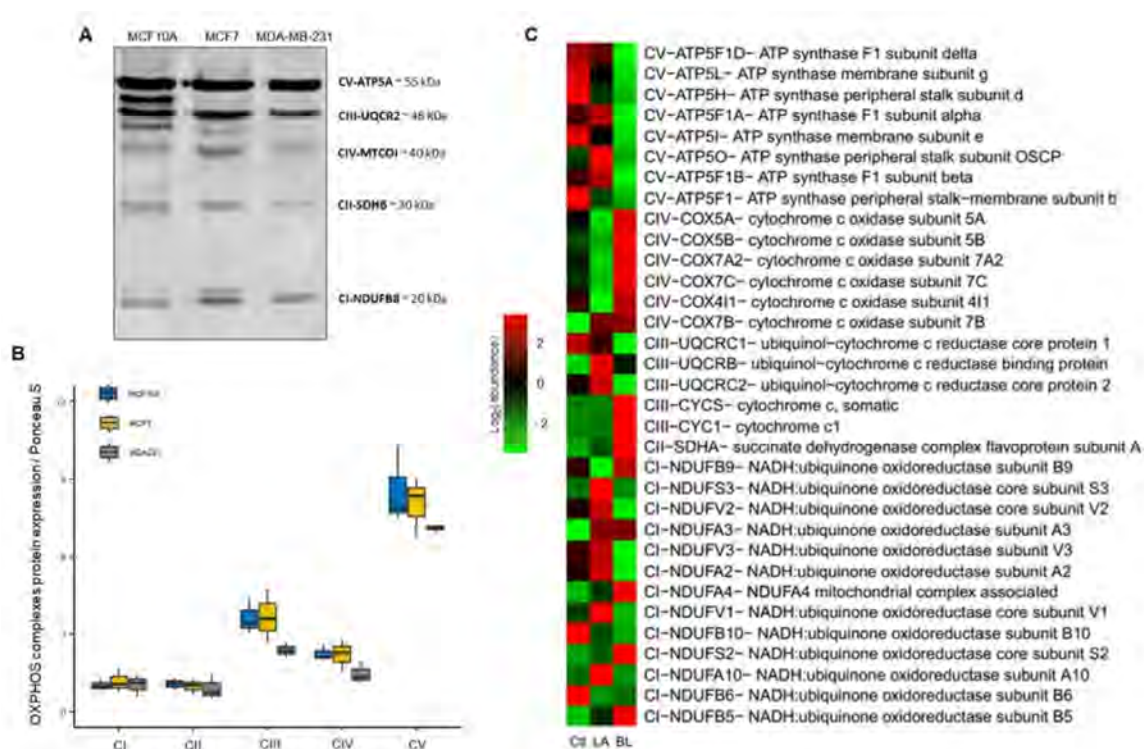 A
MCF10A MCF7 MDA-MB-231
CV-ATP5A ~ 55 kDa
CIII-UQCR2 ~ 48 kDa
CIV-MTCOI ~ 40 kDa
CII-SDHB ~ 30 kDa
CI-NDUFB8 ~ 20 kDa
B
OXPHOS complexes protein expression / Ponceau S
MCF7
CI CII CIII CIV CV
C
Log2(abundance)
2
0
-2
CV-ATP5F1D- ATP synthase F1 subunit delta
CV-ATP5L- ATP synthase membrane subunit g
CV-ATP5H- ATP synthase peripheral stalk subunit d
CV-ATP5F1A- ATP synthase F1 subunit alpha
CV-ATP5I- ATP synthase membrane subunit e
CV-ATP5O- ATP synthase peripheral stalk subunit OSCP
CV-ATP5F1B- ATP synthase F1 subunit beta
CV-ATP5F1- ATP synthase peripheral stalk-membrane subunit b
CIV-COX5A- cytochrome c oxidase subunit 5A
CIV-COX5B- cytochrome c oxidase subunit 5B
CIV-COX7A2- cytochrome c oxidase subunit 7A2
CIV-COX7C- cytochrome c oxidase subunit 7C
CIV-COX4I1- cytochrome c oxidase subunit 4I1
CIV-COX7B- cytochrome c oxidase subunit 7B
CIII-UQCRC1- ubiquinol-cytochrome c reductase core protein 1
CIII-UQCRB- ubiquinol-cytochrome c reductase binding protein
CIII-UQCRC2- ubiquinol-cytochrome c reductase core protein 2
CIII-CYCS- cytochrome c, somatic
CIII-CYC1- cytochrome c1
CII-SDHA- succinate dehydrogenase complex flavoprotein subunit A
CI-NDUFB9- NADH:ubiquinone oxidoreductase subunit B9
CI-NDUFS3- NADH:ubiquinone oxidoreductase core subunit S3
CI-NDUFV2- NADH:ubiquinone oxidoreductase core subunit V2
CI-NDUFA3- NADH:ubiquinone oxidoreductase subunit A3
CI-NDUFV3- NADH:ubiquinone oxidoreductase subunit V3
CI-NDUFA2- NADH:ubiquinone oxidoreductase subunit A2
CI-NDUFA4- NDUFA4 mitochondrial complex associated
CI-NDUFV1- NADH:ubiquinone oxidoreductase core subunit V1
CI-NDUFB10- NADH:ubiquinone oxidoreductase subunit B10
CI-NDUFS2- NADH:ubiquinone oxidoreductase core subunit S2
CI-NDUFA10- NADH:ubiquinone oxidoreductase subunit A10
CI-NDUFB6- NADH:ubiquinone oxidoreductase subunit B6
CI-NDUFB5- NADH:ubiquinone oxidoreductase subunit B5
Ctl LA BL